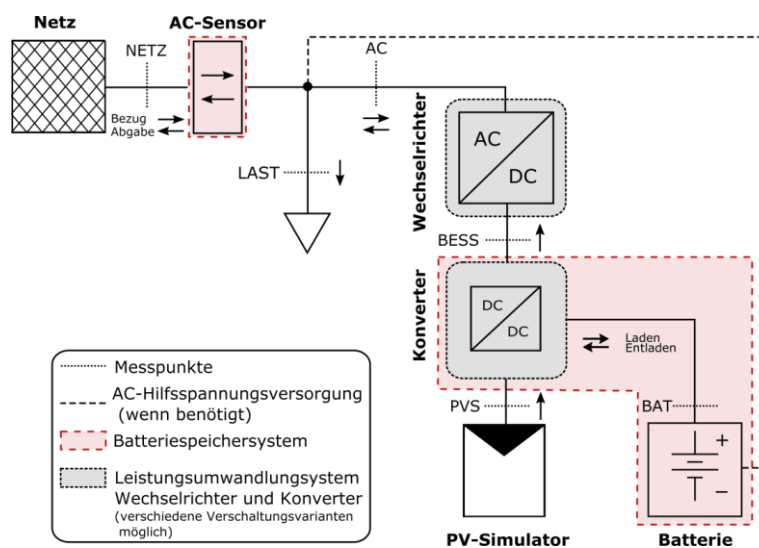 Netz
AC-Sensor
NETZ
AC
Bezug
Abgabe
LAST
Wechselrichter
AC
DC
BESS
Konverter
DC
DC
Laden
Entladen
PVS
BAT
+
−
PV-Simulator
Batterie
Messpunkte
AC-Hilfsspannungsversorgung
(wenn benötigt)
Batteriespeichersystem
Leistungsumwandlungsystem
Wechselrichter und Konverter
(verschiedene Verschaltungsvarianten
möglich)